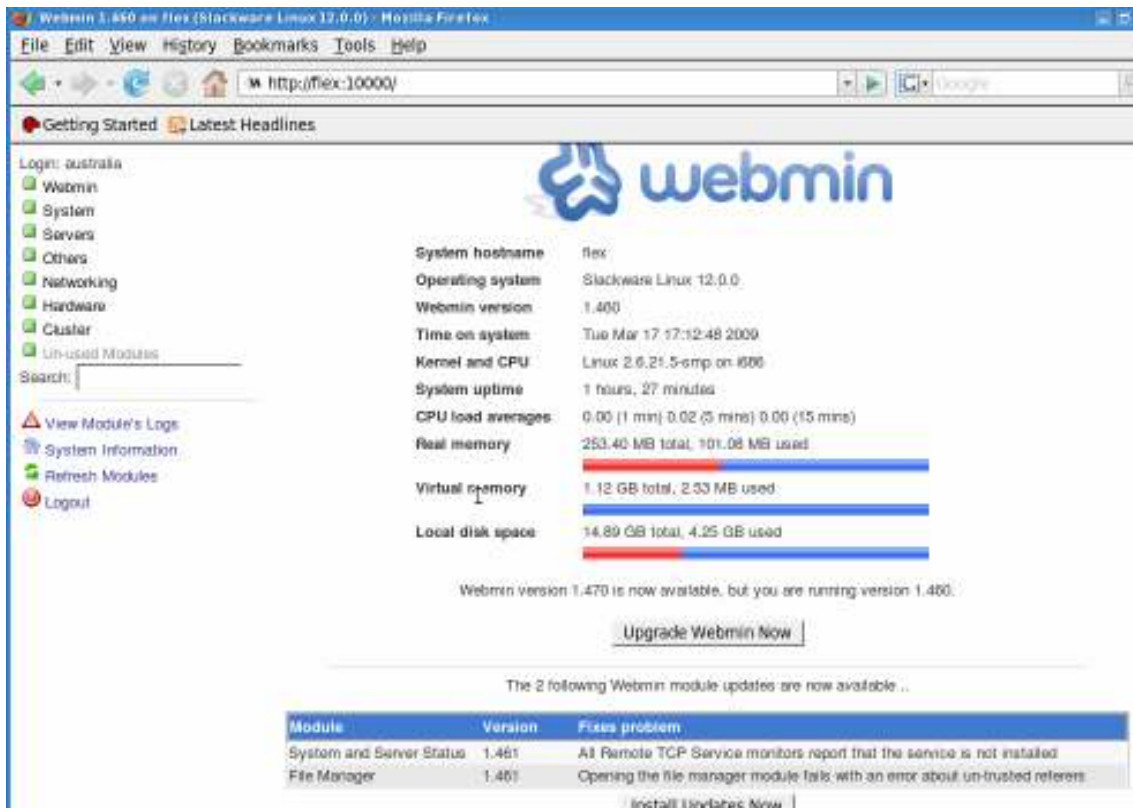 Webmin 1.460 on flex (Slackware Linux 12.0.0) - Mozilla Firefox
File Edit View History Bookmarks Tools Help
http://flex:10000/
Google
Getting Started Latest Headlines
Login: australia
Webmin
System
Servers
Others
Networking
Hardware
Cluster
Un-used Modules
Search:
View Module's Logs
System Information
Refresh Modules
Logout
webmin
System hostname flex
Operating system Slackware Linux 12.0.0
Webmin version 1.460
Time on system Tue Mar 17 17:12:48 2009
Kernel and CPU Linux 2.6.21.5-smp on i686
System uptime 1 hours, 27 minutes
CPU load averages 0.00 (1 min) 0.02 (5 mins) 0.00 (15 mins)
Real memory 253.40 MB total, 101.08 MB used
Virtual memory 1.12 GB total, 2.53 MB used
Local disk space 14.89 GB total, 4.25 GB used
Webmin version 1.470 is now available, but you are running version 1.460.
Upgrade Webmin Now
The 2 following Webmin module updates are now available ..
Module Version Fixes problem
System and Server Status 1.461 All Remote TCP Service monitors report that the service is not installed
File Manager 1.461 Opening the file manager module fails with an error about un-trusted referers
Install Updates Now